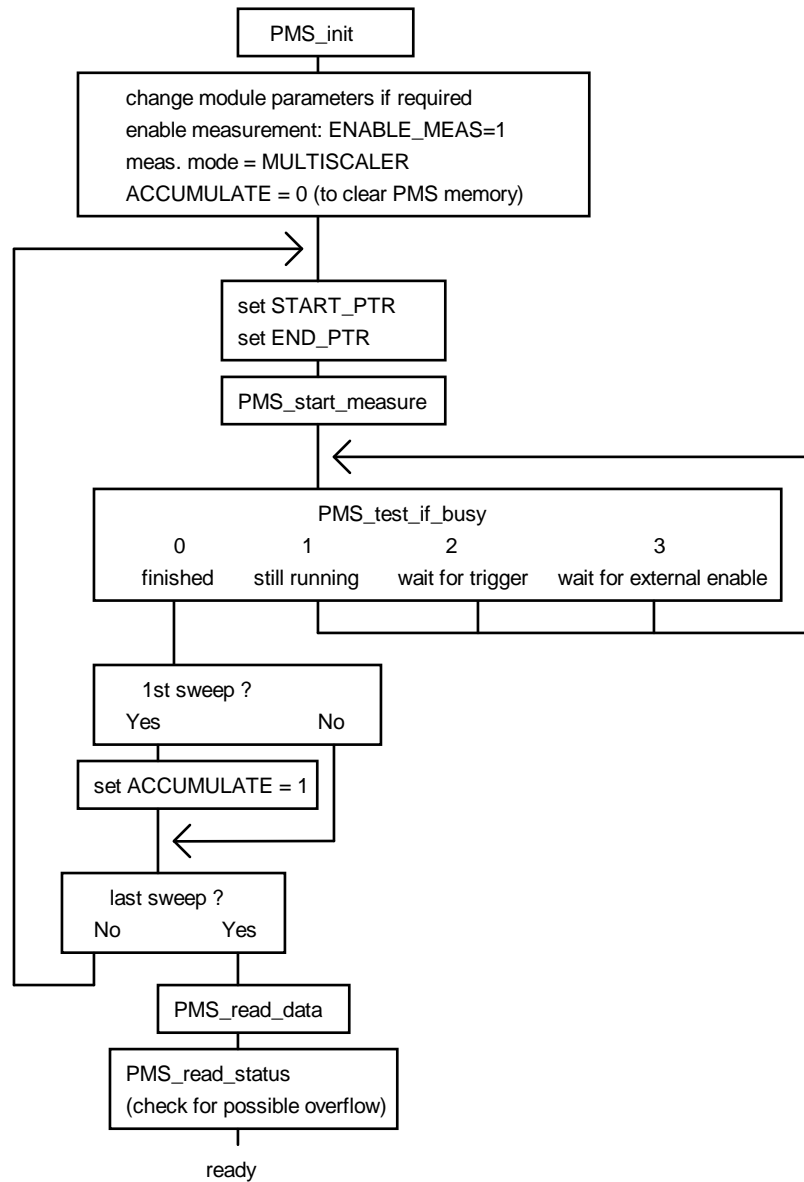 PMS_init
change module parameters if required
enable measurement: ENABLE_MEAS=1
meas. mode = MULTISCALER
ACCUMULATE = 0 (to clear PMS memory)
set START_PTR
set END_PTR
PMS_start_measure
PMS_test_if_busy
0 1 2 3
finished still running wait for trigger wait for external enable
1st sweep ?
Yes No
set ACCUMULATE = 1
last sweep ?
No Yes
PMS_read_data
PMS_read_status
(check for possible overflow)
ready